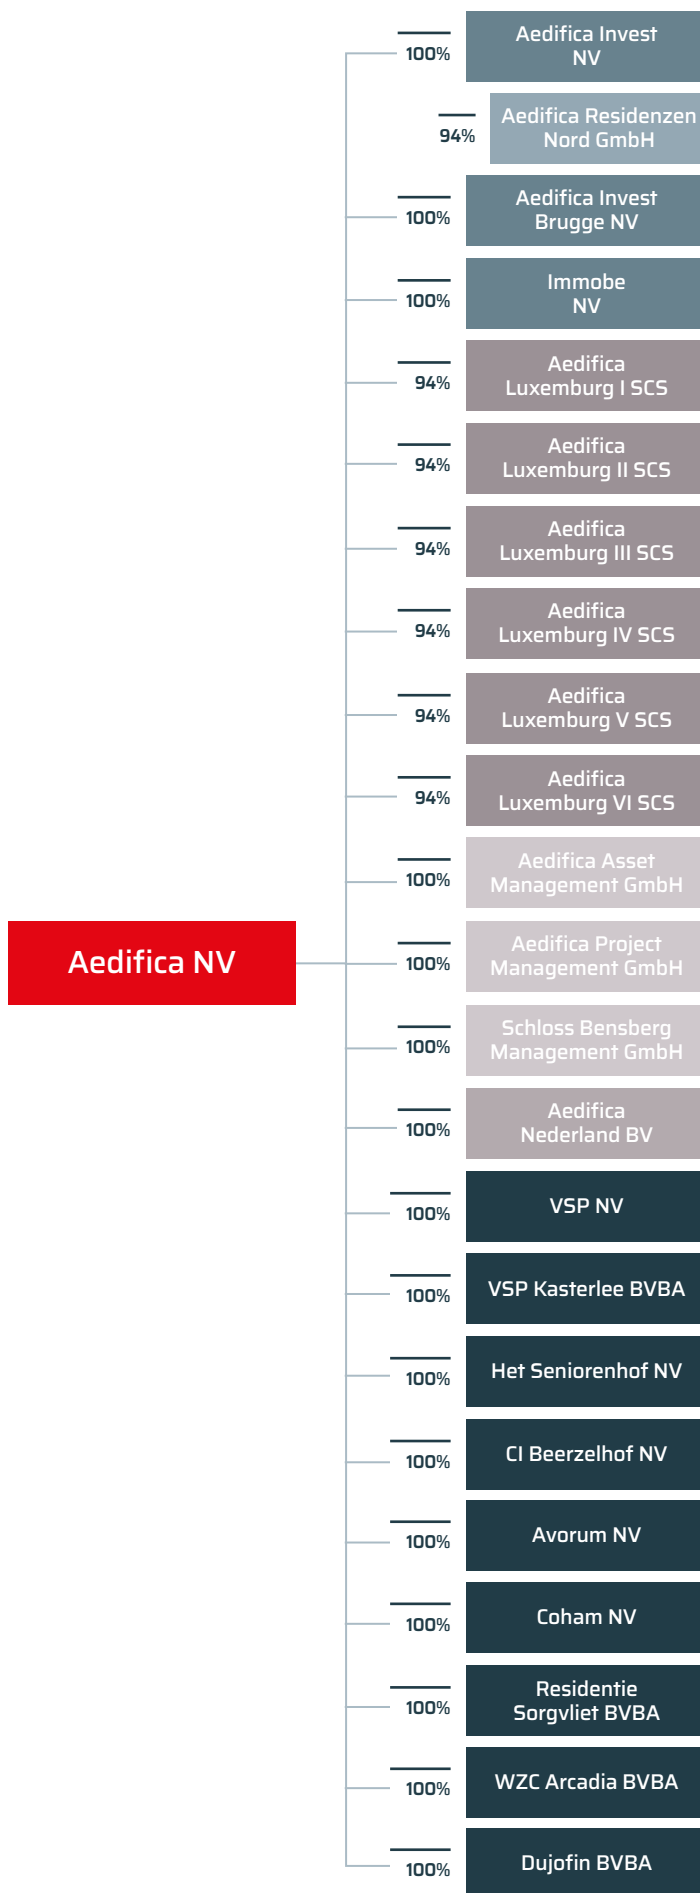 100%
Aedifica Invest
NV
94%
Aedifica Residenzen
Nord GmbH
100%
Aedifica Invest
Brugge NV
100%
Immobe
NV
94%
Aedifica
Luxemburg I SCS
94%
Aedifica
Luxemburg II SCS
94%
Aedifica
Luxemburg III SCS
94%
Aedifica
Luxemburg IV SCS
94%
Aedifica
Luxemburg V SCS
94%
Aedifica
Luxemburg VI SCS
100%
Aedifica Asset
Management GmbH
Aedifica NV
100%
Aedifica Project
Management GmbH
100%
Schloss Bensberg
Management GmbH
100%
Aedifica
Nederland BV
100%
VSP NV
100%
VSP Kasterlee BVBA
100%
Het Seniorenhof NV
100%
CI Beerzelhof NV
100%
Avorum NV
100%
Coham NV
100%
Residentie
Sorgvliet BVBA
100%
WZC Arcadia BVBA
100%
Dujofin BVBA